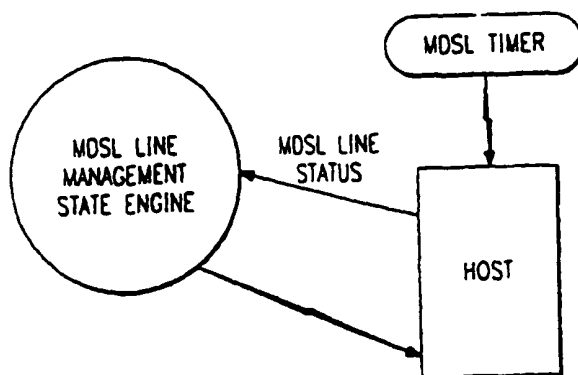 MDSL TIMER
MDSL LINE
MANAGEMENT
STATE ENGINE
MDSL LINE
STATUS
HOST